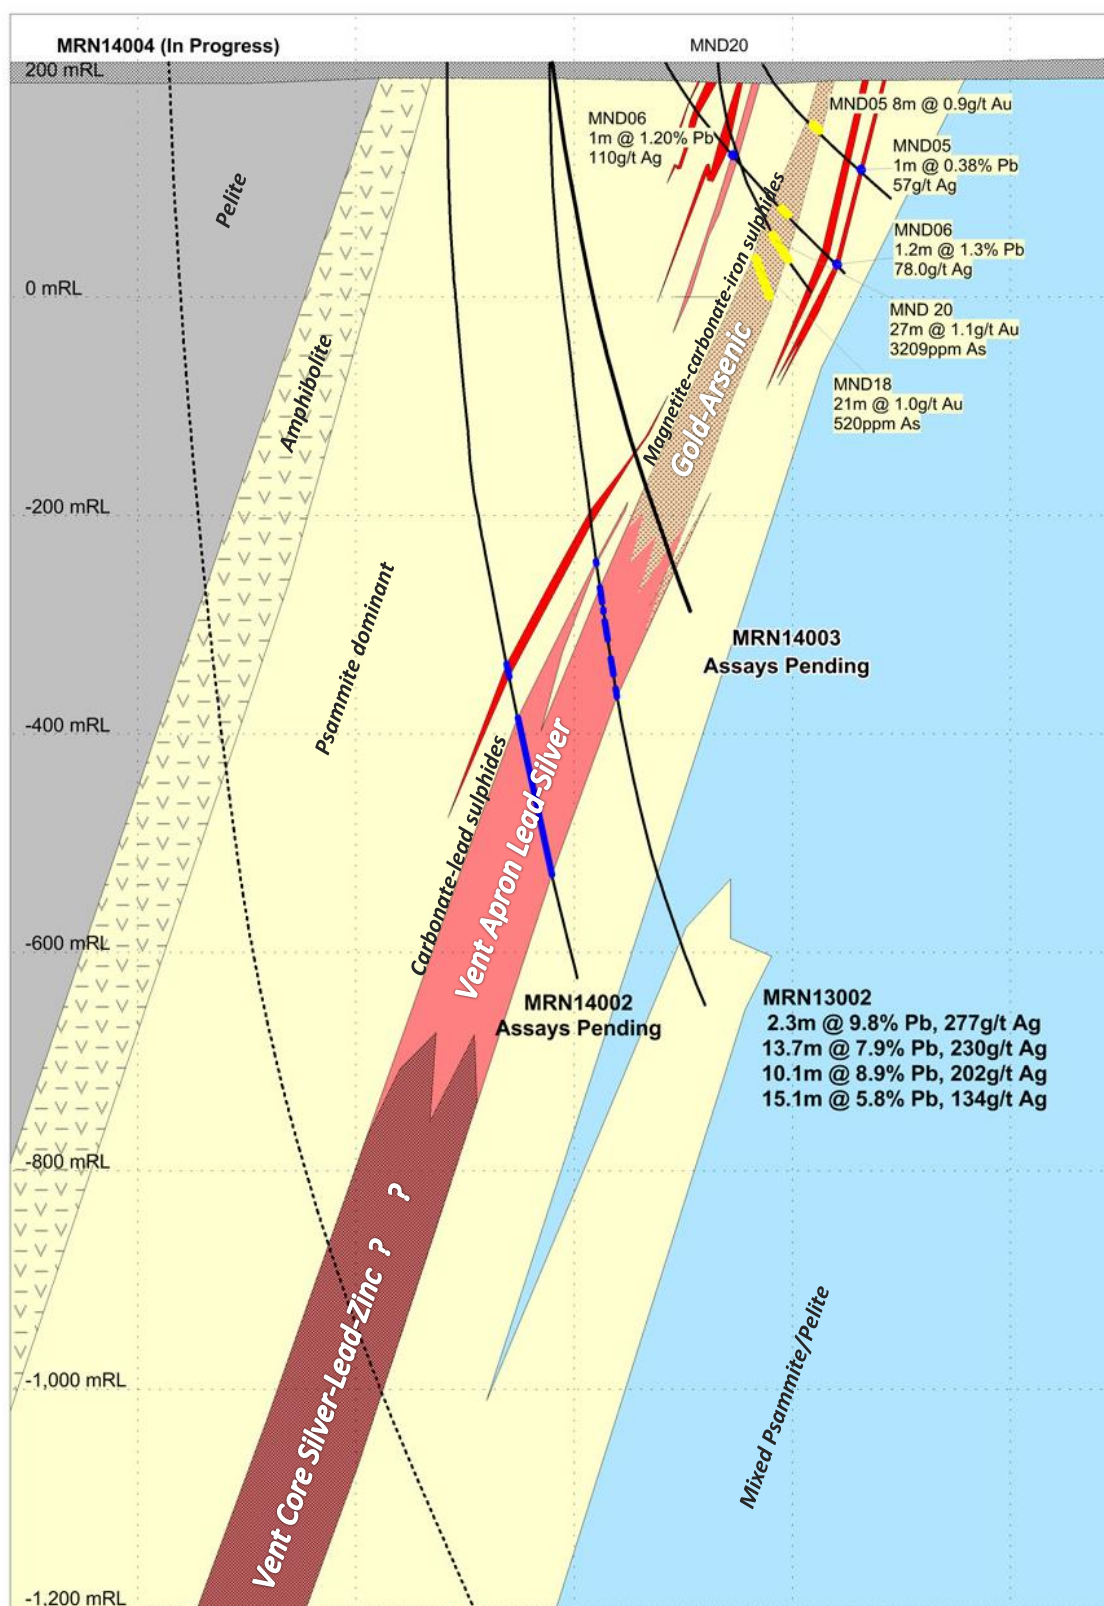 MRN14004 (In Progress)
MND20
200 mRL
MND05 8m @ 0.9g/t Au
MND06
1m @ 1.20% Pb
110g/t Ag
MND05
1m @ 0.38% Pb
57g/t Ag
Pelite
MND06
1.2m @ 1.3% Pb
78.0g/t Ag
0 mRL
MND 20
27m @ 1.1g/t Au
3209ppm As
Magnetite-carbonate-iron sulphides
Gold-Arsenic
Amphibolite
MND18
21m @ 1.0g/t Au
520ppm As
-200 mRL
Psammite dominant
MRN14003
Assays Pending
-400 mRL
Carbonate-lead sulphides
Vent Apron Lead-Silver
-600 mRL
MRN14002
Assays Pending
MRN13002
2.3m @ 9.8% Pb, 277g/t Ag
13.7m @ 7.9% Pb, 230g/t Ag
10.1m @ 8.9% Pb, 202g/t Ag
15.1m @ 5.8% Pb, 134g/t Ag
-800 mRL
Vent Core Silver-Lead-Zinc ? ?
-1,000 mRL
Mixed Psammite/Pelite
-1,200 mRL